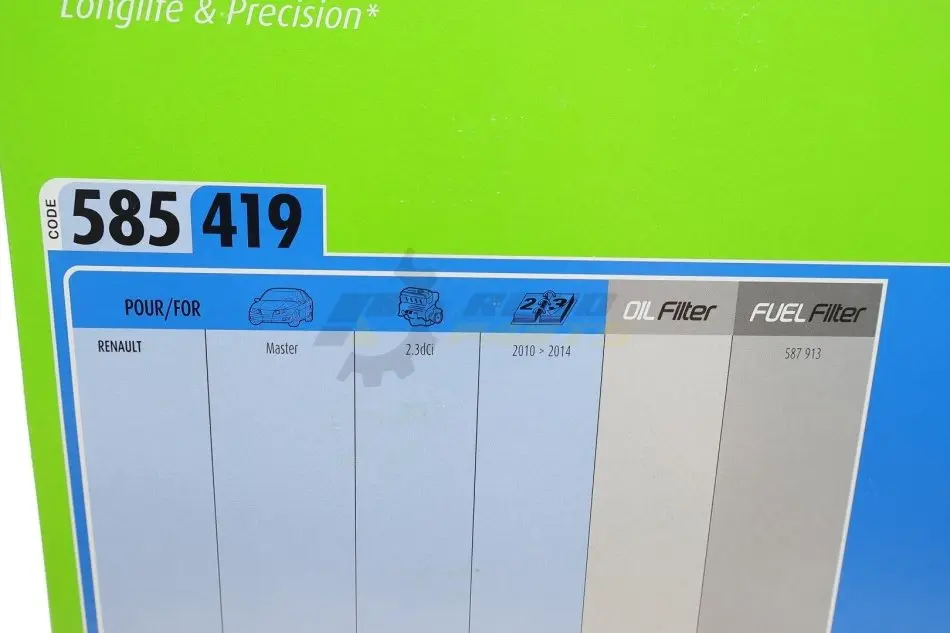 Longlife & Precision*
CODE 585 419
POUR/FOR OIL Filter FUEL Filter
RENAULT Master 2.3dCi 2010 > 2014 587 913